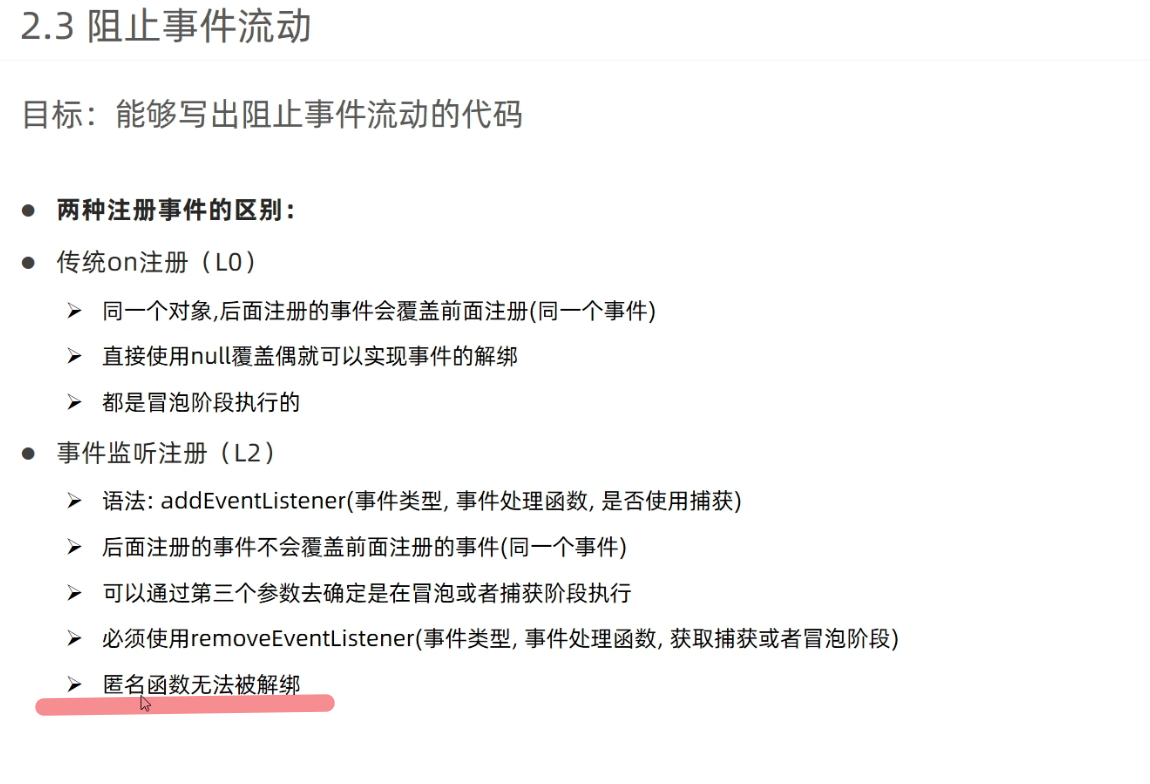 2.3 阻止事件流动
目标：能够写出阻止事件流动的代码
● 两种注册事件的区别：
● 传统on注册（L0）
➢ 同一个对象,后面注册的事件会覆盖前面注册(同一个事件)
➢ 直接使用null覆盖偶就可以实现事件的解绑
➢ 都是冒泡阶段执行的
● 事件监听注册（L2）
➢ 语法: addEventListener(事件类型, 事件处理函数, 是否使用捕获)
➢ 后面注册的事件不会覆盖前面注册的事件(同一个事件)
➢ 可以通过第三个参数去确定是在冒泡或者捕获阶段执行
➢ 必须使用removeEventListener(事件类型, 事件处理函数, 获取捕获或者冒泡阶段)
➢ 匿名函数无法被解绑